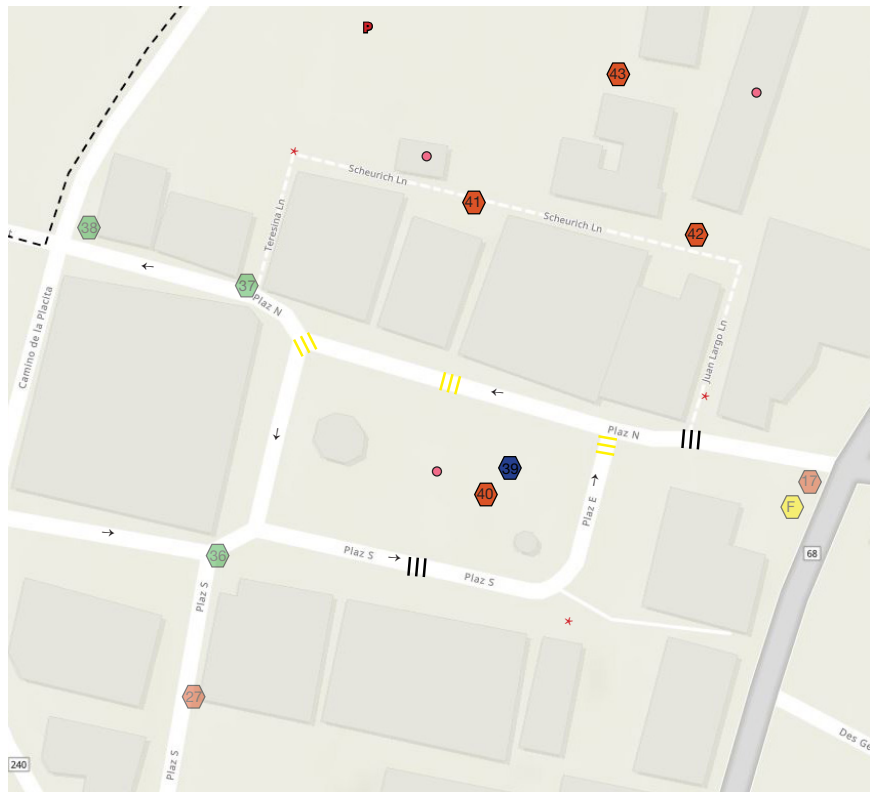 P
43
Scheurich Ln
41
Teresina Ln
Scheurich Ln
38
42
37
Plaz N
Camino de la Placita
Juan Largo Ln
Plaz N
39
17
40
F
Plaz E
36
Plaz S
68
Plaz S
Plaz S
27
Plaz S
240
Des Ge